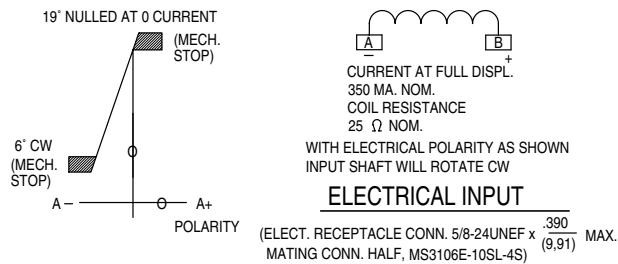 19° NULLED AT 0 CURRENT
(MECH.
STOP)
6° CW
(MECH.
STOP)
O
A –
O
A+
POLARITY
A
B
–
+
CURRENT AT FULL DISPL.
350 MA. NOM.
COIL RESISTANCE
25 Ω NOM.
WITH ELECTRICAL POLARITY AS SHOWN
INPUT SHAFT WILL ROTATE CW
ELECTRICAL INPUT
(ELECT. RECEPTACLE CONN. 5/8-24UNEF x .390 / (9,91) MAX.
MATING CONN. HALF, MS3106E-10SL-4S)